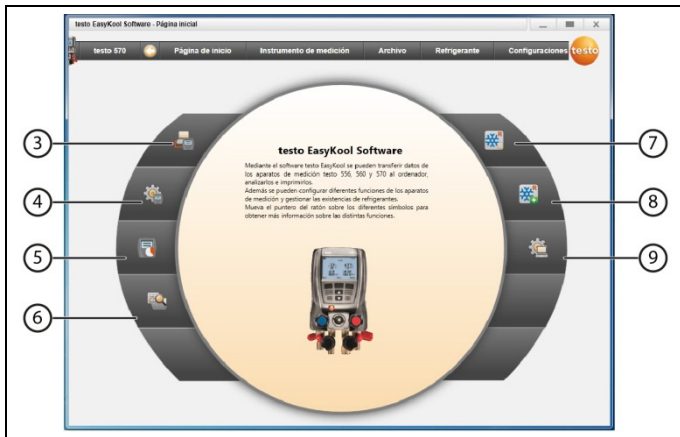 testo EasyKool Software - Página inicial
testo 570 Página de inicio Instrumento de medición Archivo Refrigerante Configuraciones testo
3
4
5
6
7
8
9
testo EasyKool Software
Mediante el software testo EasyKool se pueden transferir datos de
los aparatos de medición testo 556, 560 y 570 al ordenador,
analizarlos e imprimirlos.
Además se pueden configurar diferentes funciones de los aparatos
de medición y gestionar las existencias de refrigerantes.
Mueva el puntero del ratón sobre los diferentes símbolos para
obtener más información sobre las distintas funciones.